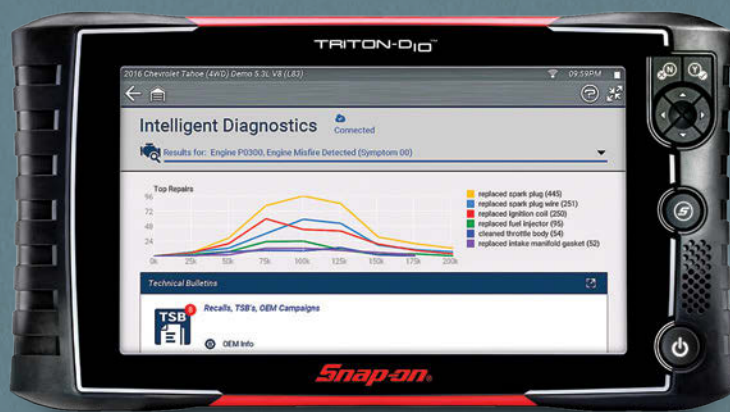 TRITON-D10™
2016 Chevrolet Tahoe (4WD) Demo 5.3L V8 (L83)
09:59PM
N Y
Intelligent Diagnostics
Connected
Results for: Engine P0300, Engine Misfire Detected (Symptom 00)
Top Repairs
96
72
48
24
0k 25k 50k 75k 100k 125k 150k 175k 200k
replaced spark plug (445)
replaced spark plug wire (251)
replaced ignition coil (250)
replaced fuel injector (95)
cleaned throttle body (54)
replaced intake manifold gasket (52)
S
Technical Bulletins
TSB
Recalls, TSB's, OEM Campaigns
OEM Info
Snap-on®